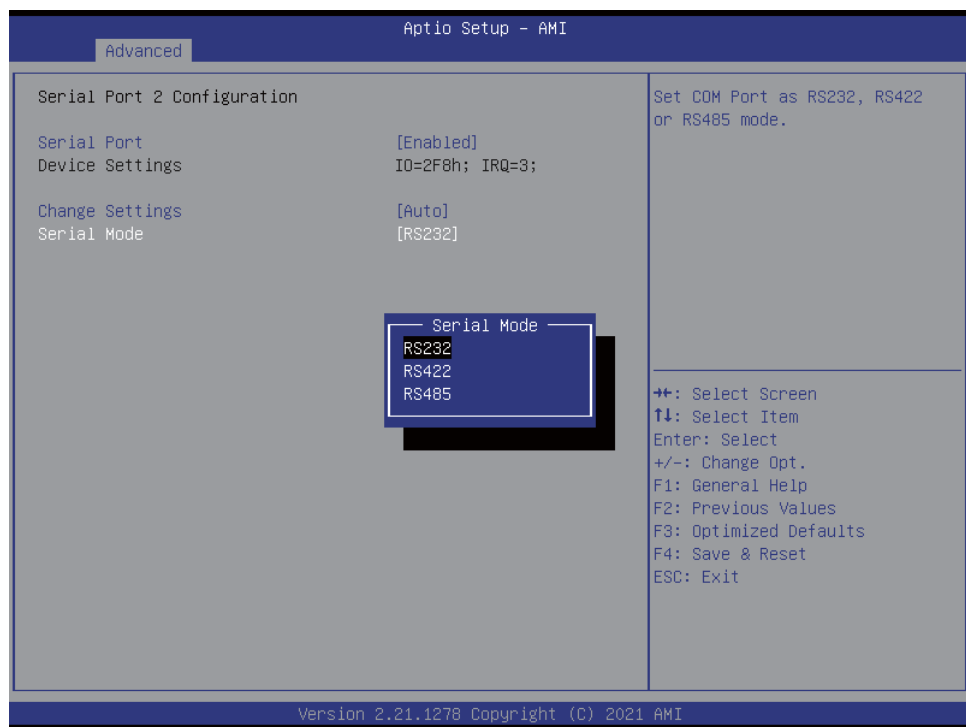 Aptio Setup – AMI
Advanced
Serial Port 2 Configuration
Serial Port [Enabled]
Device Settings IO=2F8h; IRQ=3;
Change Settings [Auto]
Serial Mode [RS232]
Serial Mode
RS232
RS422
RS485
Set COM Port as RS232, RS422
or RS485 mode.
→←: Select Screen
↑↓: Select Item
Enter: Select
+/-: Change Opt.
F1: General Help
F2: Previous Values
F3: Optimized Defaults
F4: Save & Reset
ESC: Exit
Version 2.21.1278 Copyright (C) 2021 AMI